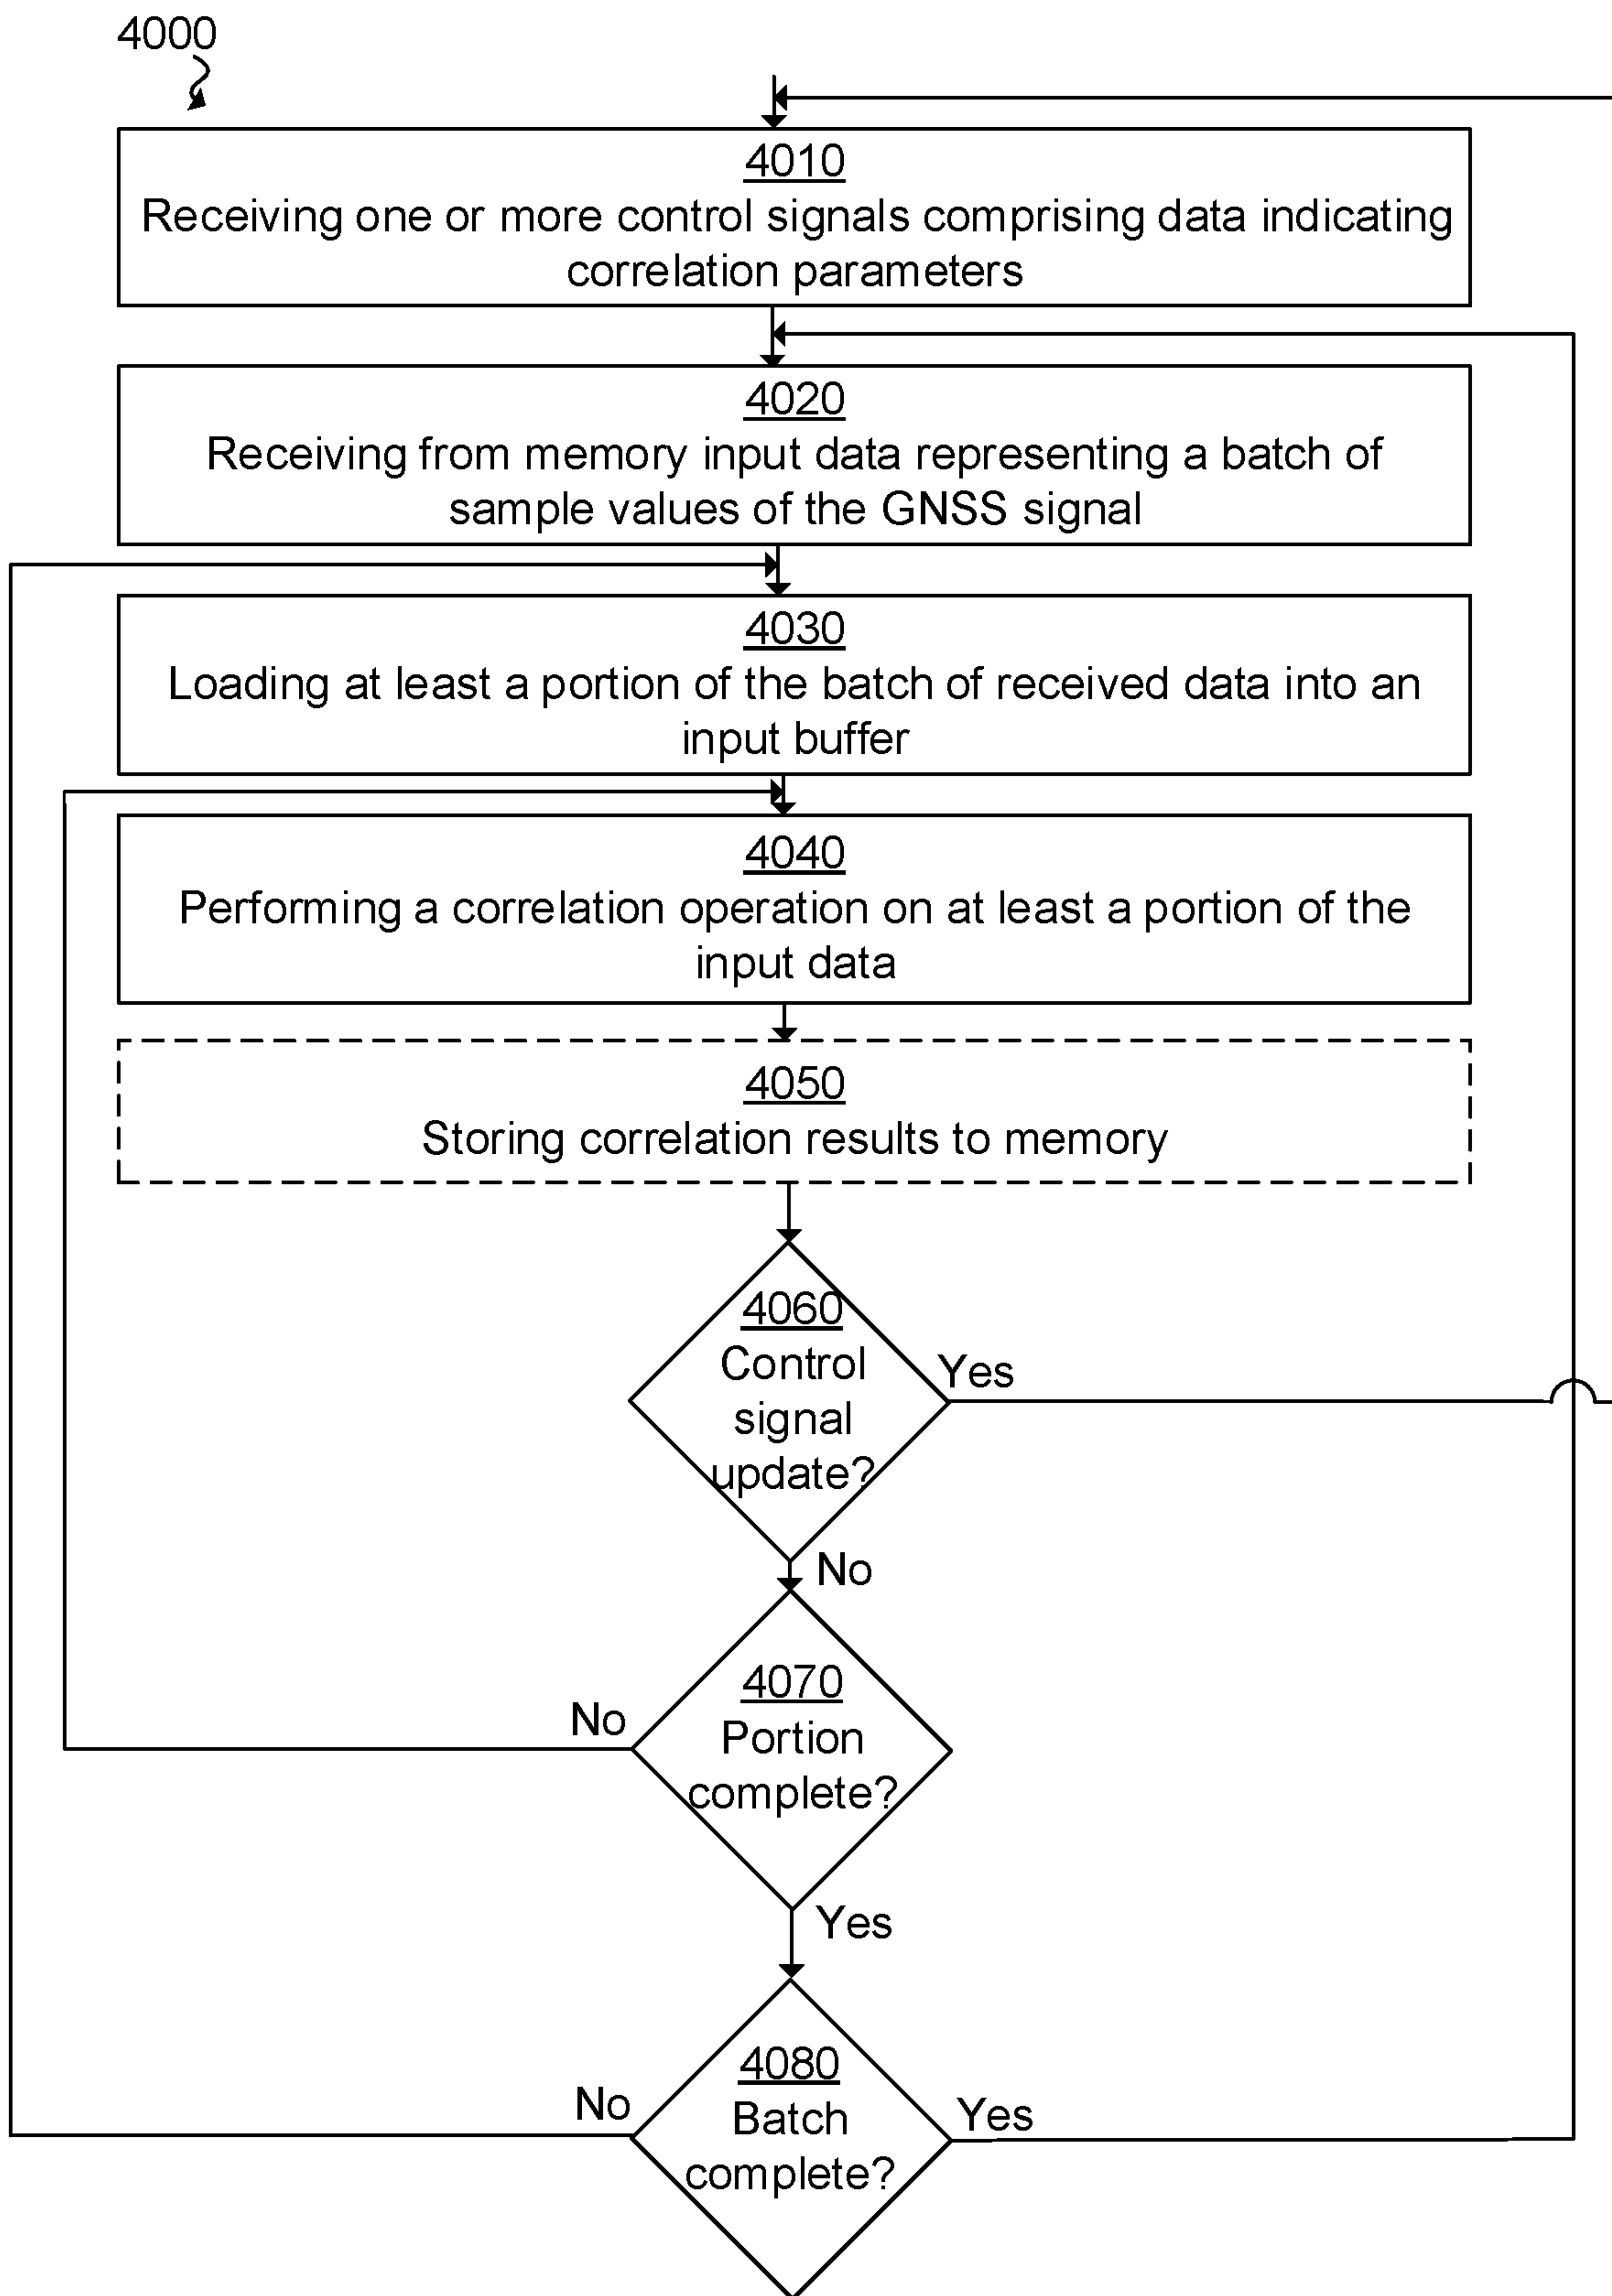 4000
4010
Receiving one or more control signals comprising data indicating
correlation parameters
4020
Receiving from memory input data representing a batch of
sample values of the GNSS signal
4030
Loading at least a portion of the batch of received data into an
input buffer
4040
Performing a correlation operation on at least a portion of the
input data
4050
Storing correlation results to memory
4060
Control
signal
update?
Yes
No
4070
Portion
complete?
No
Yes
4080
Batch
complete?
No
Yes